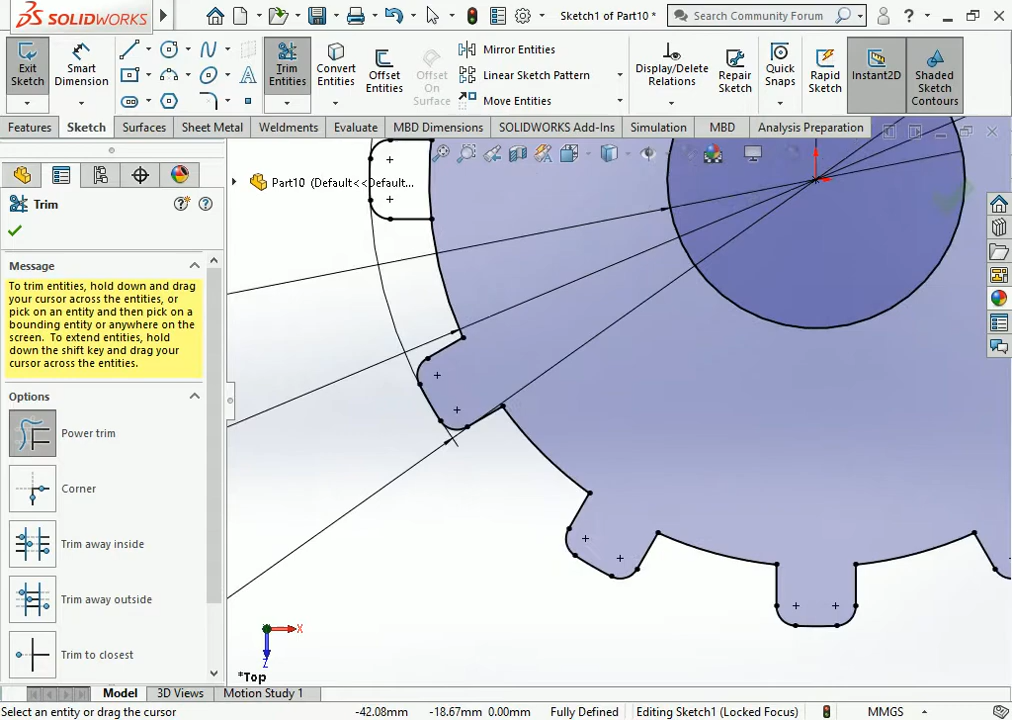 SOLIDWORKS
Sketch1 of Part10 *
Search Community Forum
?
Exit Sketch
Smart Dimension
Trim Entities
Convert Entities
Offset Entities
Offset On Surface
Mirror Entities
Linear Sketch Pattern
Move Entities
Display/Delete Relations
Repair Sketch
Quick Snaps
Rapid Sketch
Instant2D
Shaded Sketch Contours
Features
Sketch
Surfaces
Sheet Metal
Weldments
Evaluate
MBD Dimensions
SOLIDWORKS Add-Ins
Simulation
MBD
Analysis Preparation
Part10 (Default<<Default...
Trim
Message
To trim entities, hold down and drag
your cursor across the entities, or
pick on an entity and then pick on a
bounding entity or anywhere on the
screen. To extend entities, hold
down the shift key and drag your
cursor across the entities.
Options
Power trim
Corner
Trim away inside
Trim away outside
Trim to closest
X
Z
*Top
Model
3D Views
Motion Study 1
Select an entity or drag the cursor
-42.08mm
-18.67mm 0.00mm
Fully Defined
Editing Sketch1 (Locked Focus)
MMGS